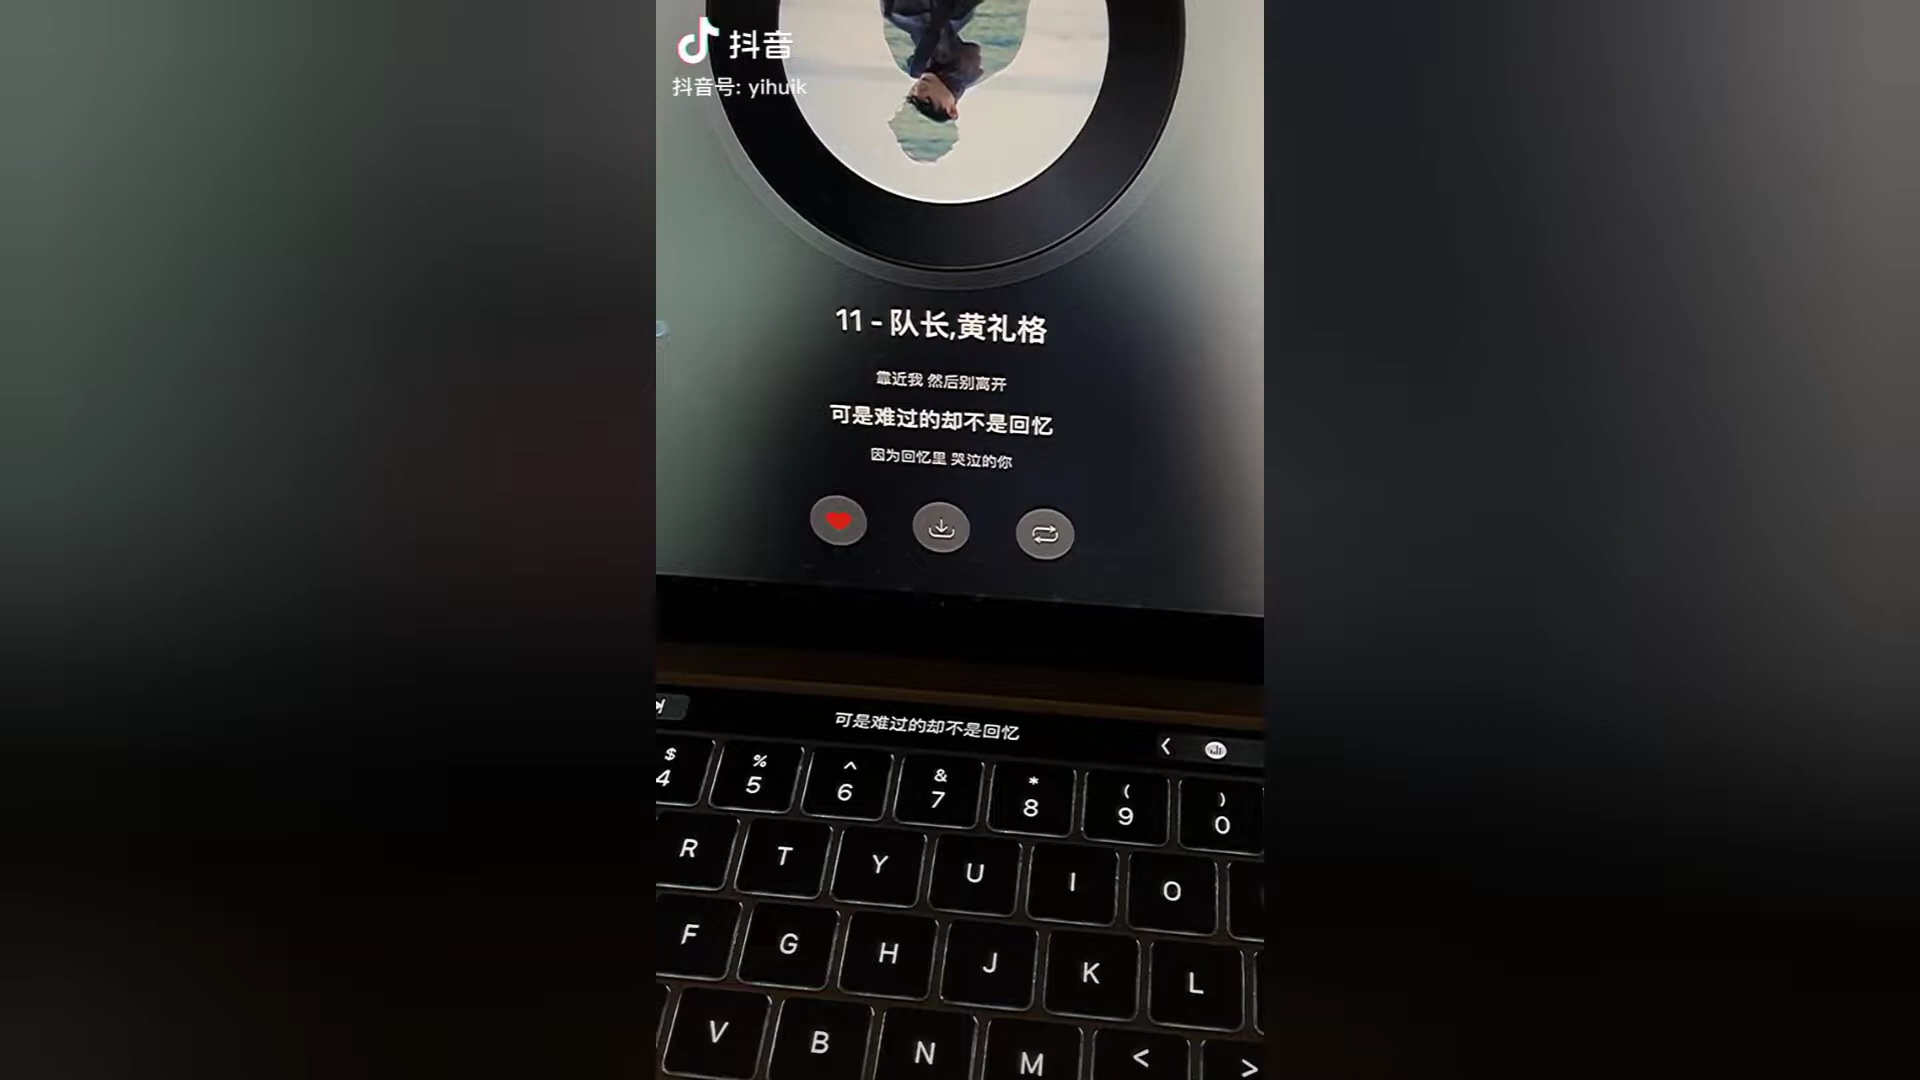 抖音
抖音号: yihuik
11 - 队长,黄礼格
靠近我 然后别离开
可是难过的却不是回忆
因为回忆里 哭泣的你
可是难过的却不是回忆
$ % ^ & * ( )
4 5 6 7 8 9 0
R T Y U I O
F G H J K L
V B N M < >